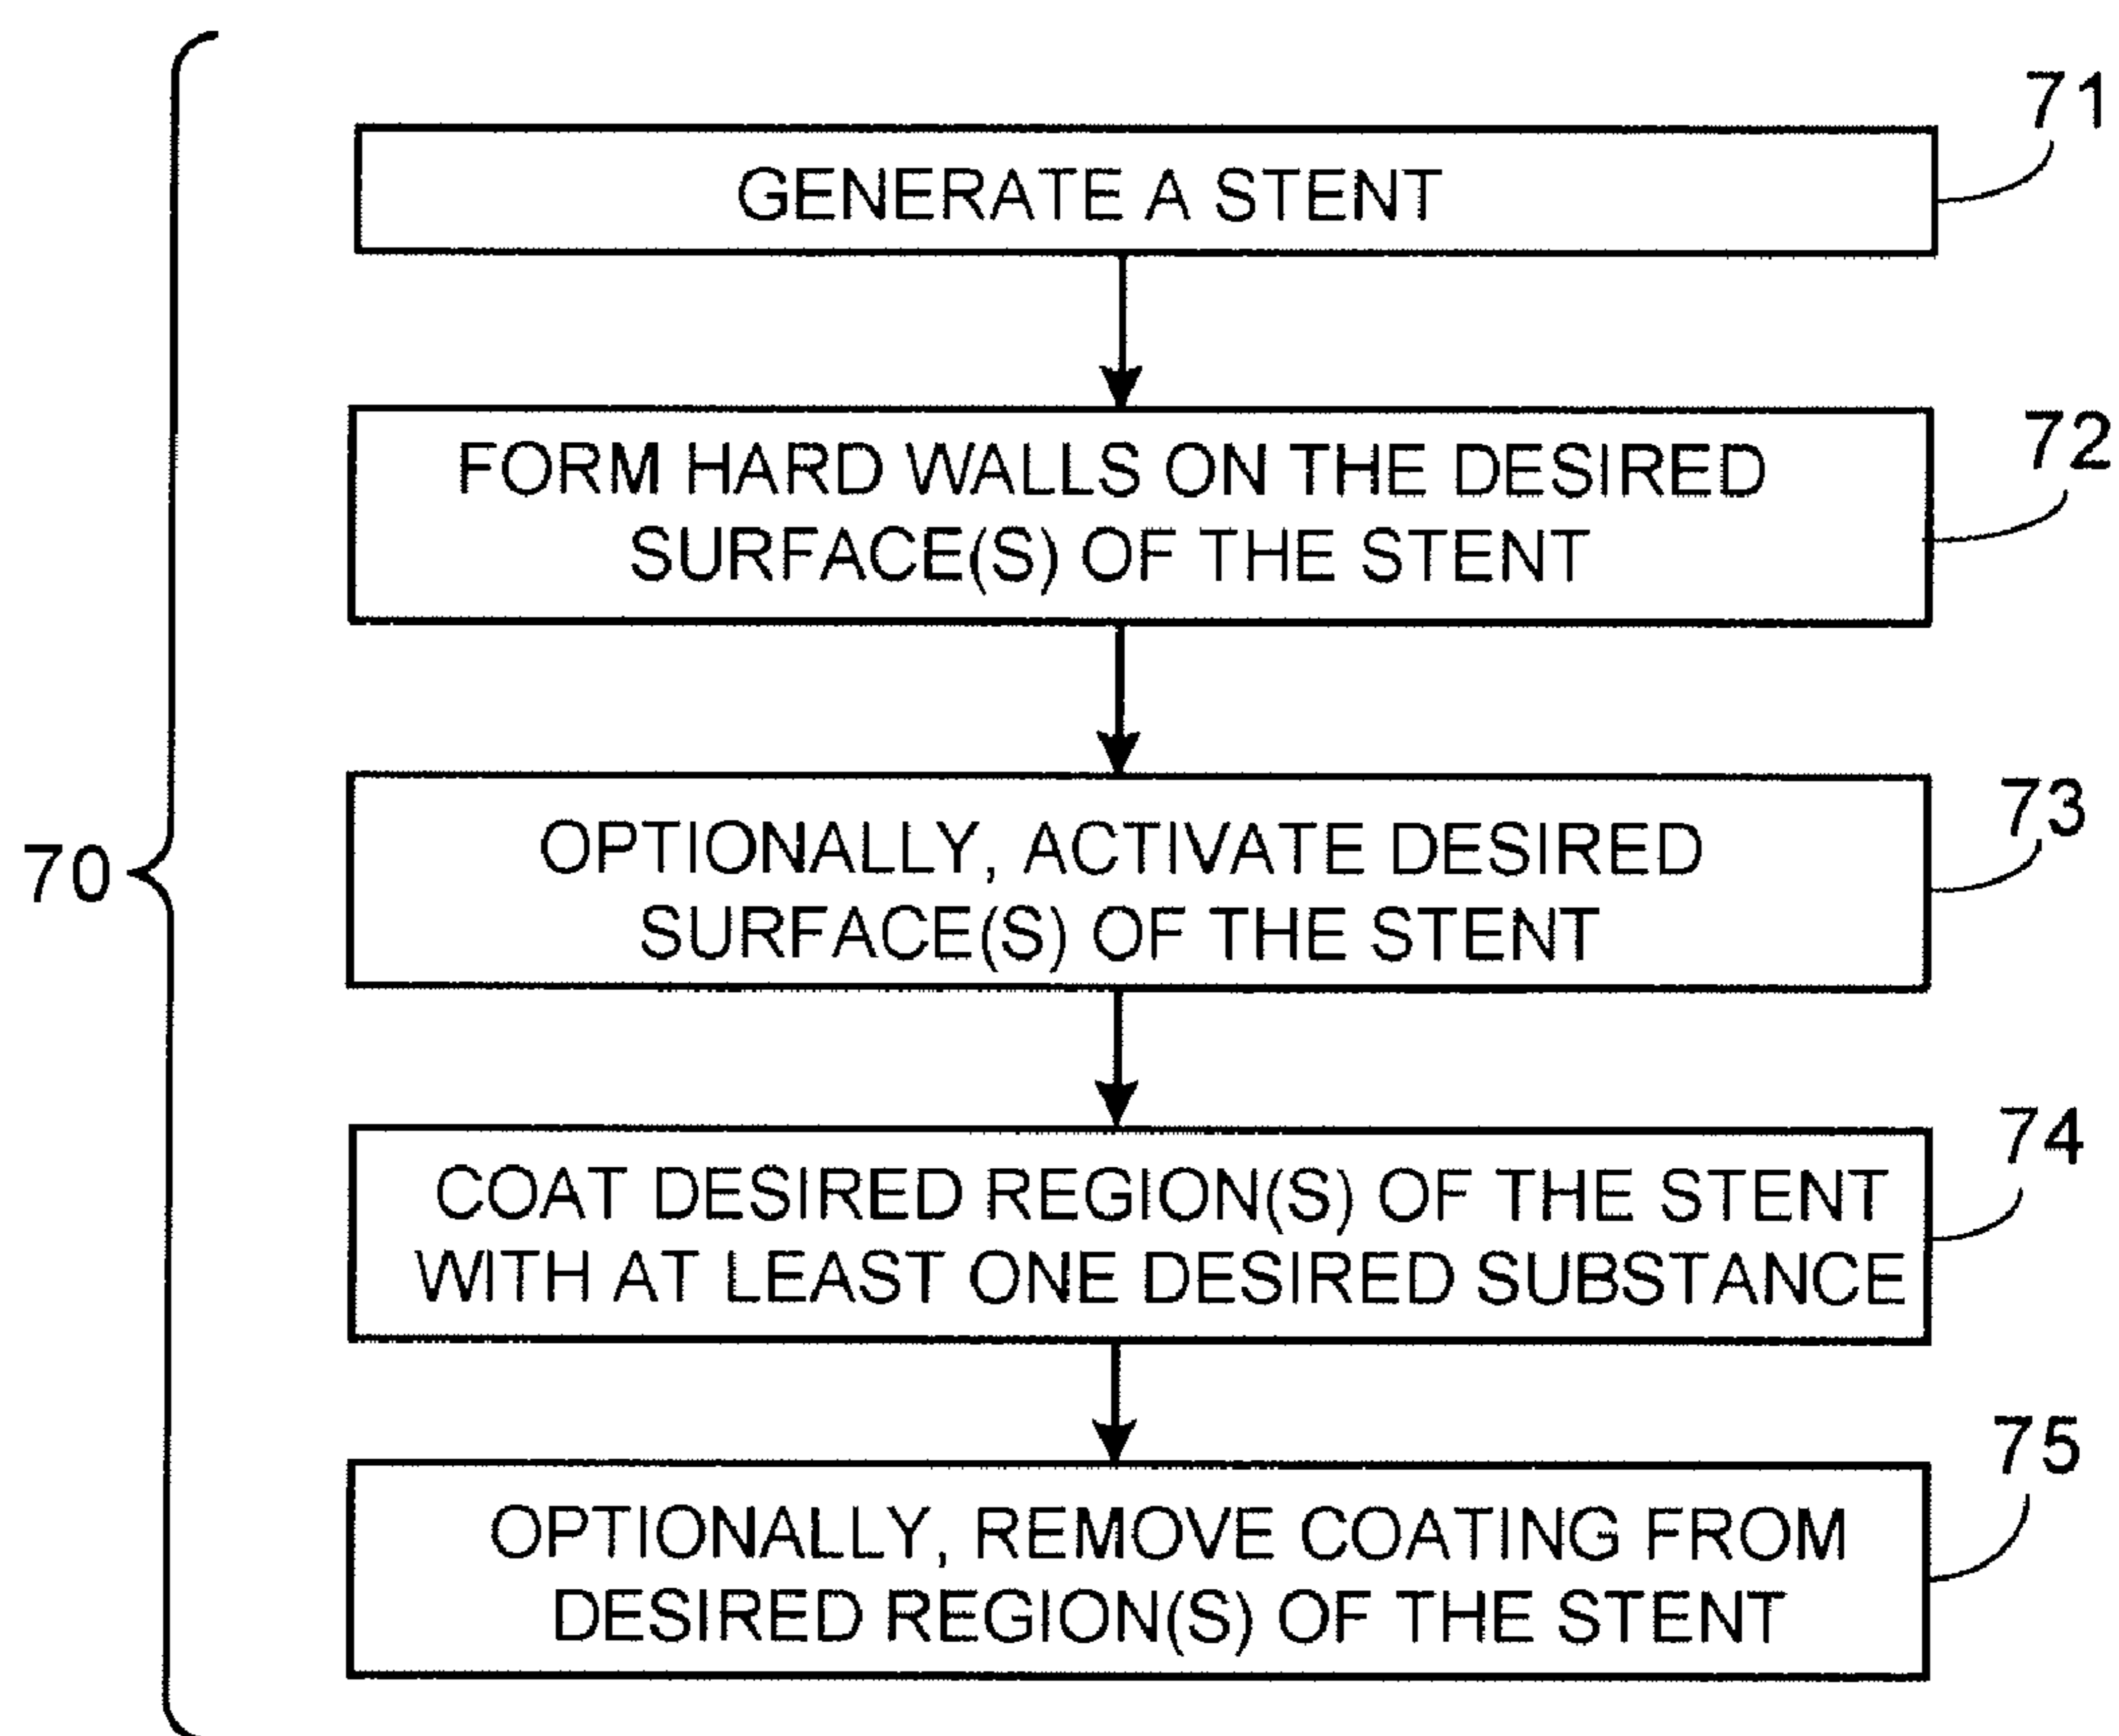 71
GENERATE A STENT
72
FORM HARD WALLS ON THE DESIRED
SURFACE(S) OF THE STENT
73
OPTIONALLY, ACTIVATE DESIRED
SURFACE(S) OF THE STENT
70
74
COAT DESIRED REGION(S) OF THE STENT
WITH AT LEAST ONE DESIRED SUBSTANCE
75
OPTIONALLY, REMOVE COATING FROM
DESIRED REGION(S) OF THE STENT